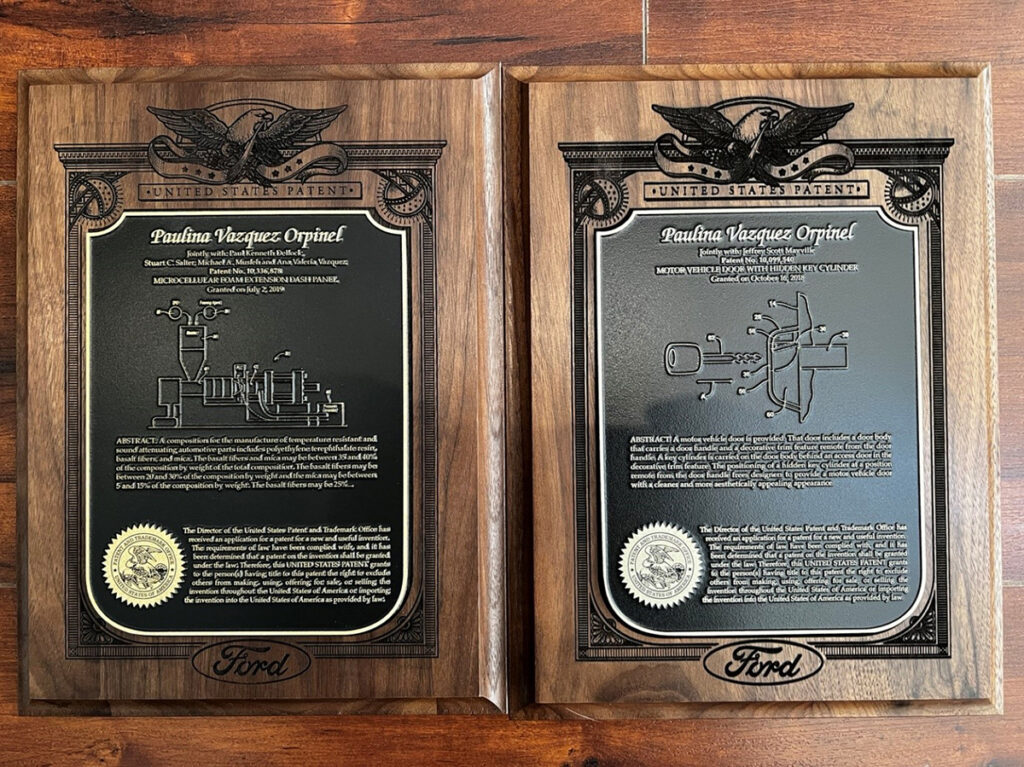 UNITED STATES PATENT
Paulina Vazquez Orpinel
Jointly with: Paul Kenneth Dellock,
Stuart C. Salter, Michael A. Musleh and Ana Valeria Vazquez
Patent No. 10,336,878
MICROCELLULAR FOAM EXTENSION DASH PANEL
Granted on July 2, 2019
ABSTRACT: A composition for the manufacture of temperature resistant and
sound attenuating automotive parts includes polyethylene terephthalate resin,
basalt fibers, and mica. The basalt fibers and mica may be between 35 and 40%
of the composition by weight of the total composition. The basalt fibers may be
between 20 and 30% of the composition by weight and the mica may be between
5 and 15% of the composition by weight. The basalt fibers may be 25%...
The Director of the United States Patent and Trademark Office has
received an application for a patent for a new and useful invention.
The requirements of law have been complied with, and it has
been determined that a patent on the invention shall be granted
under the law. Therefore, this UNITED STATES PATENT grants
to the person(s) having title to this patent the right to exclude
others from making, using, offering for sale, or selling the
invention throughout the United States of America or importing
the invention into the United States of America as provided by law.
PATENT AND TRADEMARK
Ford
UNITED STATES PATENT
Paulina Vazquez Orpinel
Jointly with: Jeffrey Scott Mayville
Patent No. 10,099,540
MOTOR VEHICLE DOOR WITH HIDDEN KEY CYLINDER
Granted on October 16, 2018
ABSTRACT: A motor vehicle door is provided. That door includes a door body
that carries a door handle and a decorative trim feature remote from the door
handle. A key cylinder is carried on the door body behind an access door in the
decorative trim feature. The positioning of a hidden key cylinder at a position
remote from the door handle frees designers to provide a motor vehicle door
with a cleaner and more aesthetically appealing appearance.
The Director of the United States Patent and Trademark Office has
received an application for a patent for a new and useful invention.
The requirements of law have been complied with, and it has
been determined that a patent on the invention shall be granted
under the law. Therefore, this UNITED STATES PATENT grants
to the person(s) having title to this patent the right to exclude
others from making, using, offering for sale, or selling the
invention throughout the United States of America or importing
the invention into the United States of America as provided by law.
PATENT AND TRADEMARK
Ford